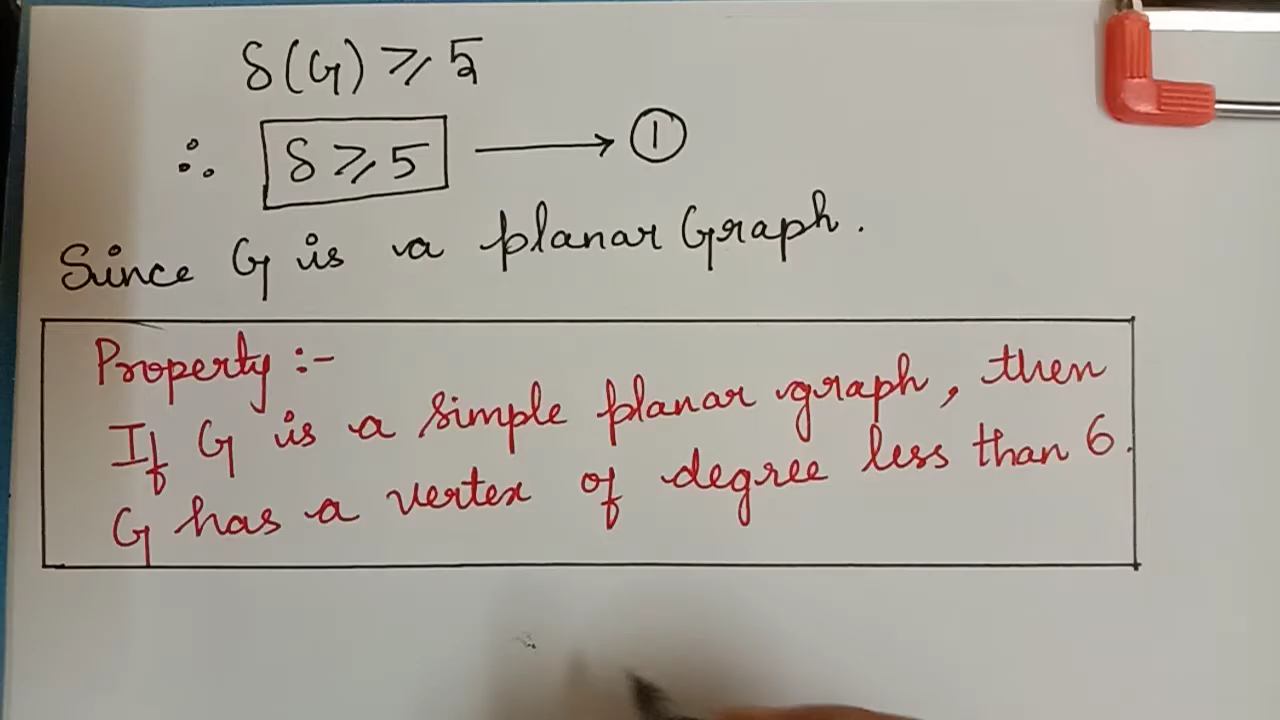 δ(G) ⩾ 5
∴ δ ⩾ 5 → ①
Since G is a planar Graph.
Property :-
If G is a simple planar graph, then
G has a vertex of degree less than 6.